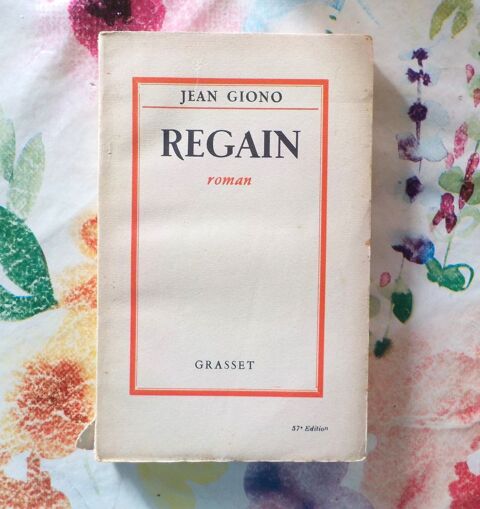 JEAN GIONO
REGAIN
roman
GRASSET
57e Edition